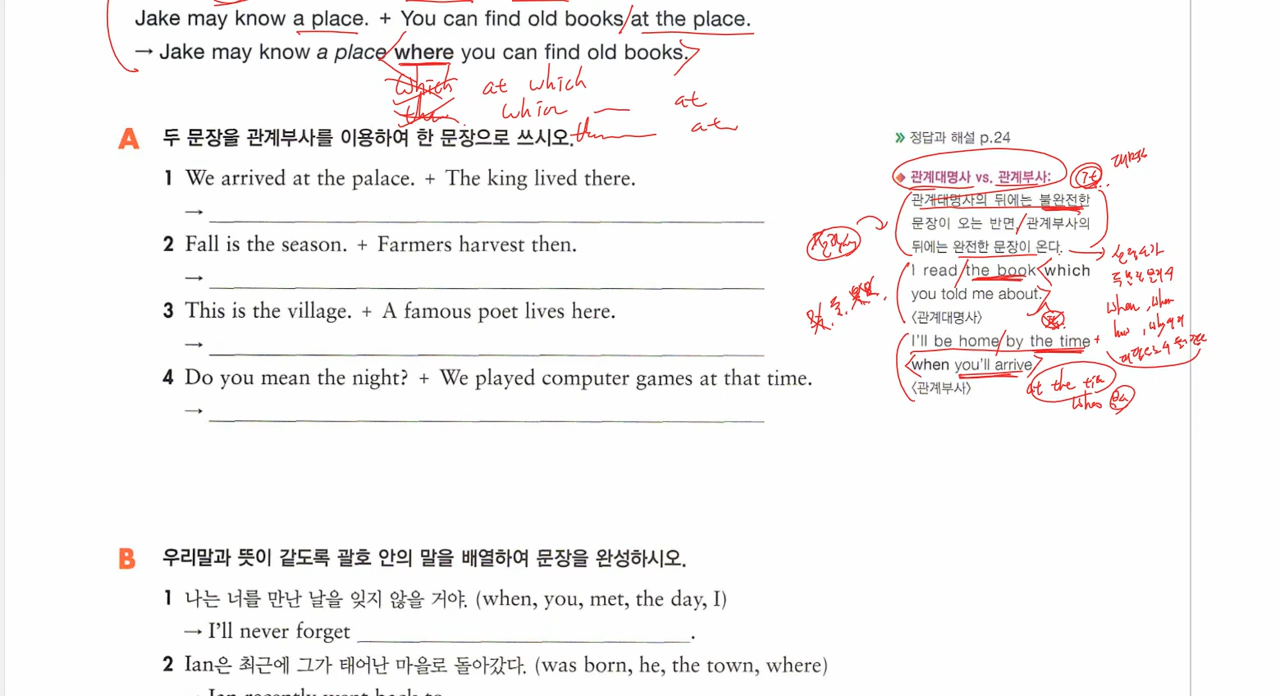 Jake may know a place. + You can find old books/at the place.
→ Jake may know a place <where you can find old books.>
which at which
at
at
A 두 문장을 관계부사를 이용하여 한 문장으로 쓰시오.
1 We arrived at the palace. + The king lived there.
→
2 Fall is the season. + Farmers harvest then.
→
3 This is the village. + A famous poet lives here.
→
4 Do you mean the night? + We played computer games at that time.
→
» 정답과 해설 p.24
◆ 관계대명사 vs. 관계부사:
관계대명사의 뒤에는 불완전한
문장이 오는 반면, 관계부사의
뒤에는 완전한 문장이 온다.
I read the book which
you told me about.
〈관계대명사〉
I'll be home by the time
when you'll arrive
〈관계부사〉
B 우리말과 뜻이 같도록 괄호 안의 말을 배열하여 문장을 완성하시오.
1 나는 너를 만난 날을 잊지 않을 거야. (when, you, met, the day, I)
→ I'll never forget .
2 Ian은 최근에 그가 태어난 마을로 돌아갔다. (was born, he, the town, where)
→ Ian recently went back to